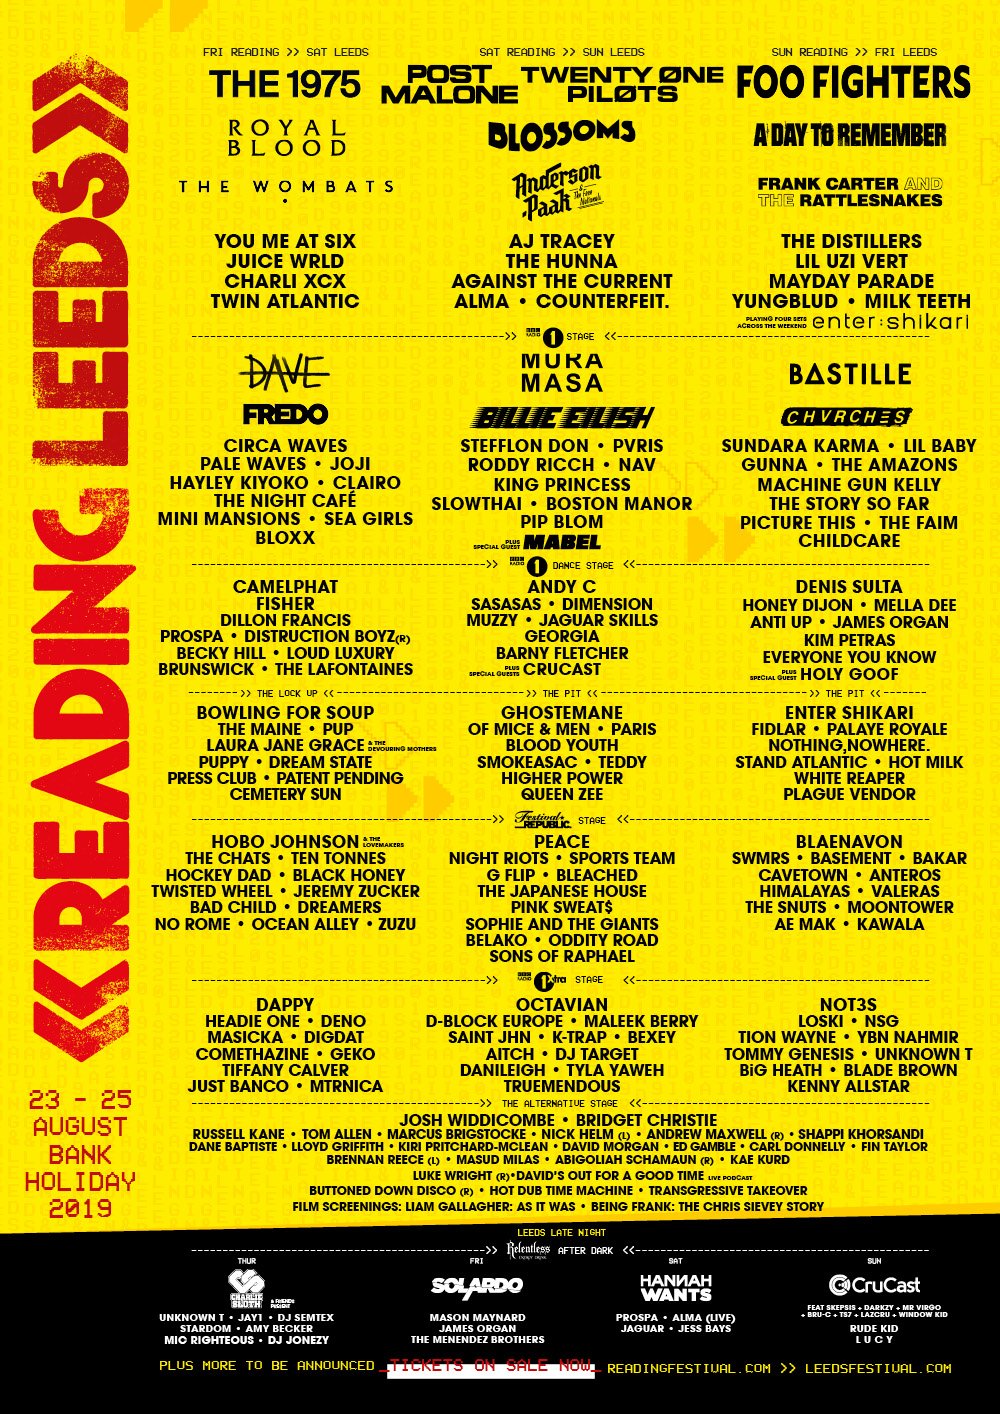 READING LEEDS
23 - 25
AUGUST
BANK
HOLIDAY
2019
FRI READING >> SAT LEEDS
THE 1975
ROYAL
BLOOD
THE WOMBATS
YOU ME AT SIX
JUICE WRLD
CHARLI XCX
TWIN ATLANTIC
SAT READING >> SUN LEEDS
POST
MALONE
TWENTY ØNE
PILØTS
BLOSSOMS
Anderson
.Paak
& The Free
Nationals
AJ TRACEY
THE HUNNA
AGAINST THE CURRENT
ALMA • COUNTERFEIT.
SUN READING >> FRI LEEDS
FOO FIGHTERS
A DAY TO REMEMBER
FRANK CARTER AND
THE RATTLESNAKES
THE DISTILLERS
LIL UZI VERT
MAYDAY PARADE
YUNGBLUD • MILK TEETH
PLAYING FOUR SETS
ACROSS THE WEEKEND enter:shikari
>> BBC RADIO 1 STAGE <<
DAVE
FREDO
CIRCA WAVES
PALE WAVES • JOJI
HAYLEY KIYOKO • CLAIRO
THE NIGHT CAFÉ
MINI MANSIONS • SEA GIRLS
BLOXX
MURA
MASA
BILLIE EILISH
STEFFLON DON • PVRIS
RODDY RICCH • NAV
KING PRINCESS
SLOWTHAI • BOSTON MANOR
PIP BLOM
PLUS
SPECIAL GUEST MABEL
BASTILLE
CHVRCHES
SUNDARA KARMA • LIL BABY
GUNNA • THE AMAZONS
MACHINE GUN KELLY
THE STORY SO FAR
PICTURE THIS • THE FAIM
CHILDCARE
>> BBC RADIO 1 DANCE STAGE <<
CAMELPHAT
FISHER
DILLON FRANCIS
PROSPA • DISTRUCTION BOYZ(R)
BECKY HILL • LOUD LUXURY
BRUNSWICK • THE LAFONTAINES
ANDY C
SASASAS • DIMENSION
MUZZY • JAGUAR SKILLS
GEORGIA
BARNY FLETCHER
PLUS
SPECIAL GUESTS CRUCAST
DENIS SULTA
HONEY DIJON • MELLA DEE
ANTI UP • JAMES ORGAN
KIM PETRAS
EVERYONE YOU KNOW
PLUS
SPECIAL GUEST HOLY GOOF
>> THE LOCK UP <<
BOWLING FOR SOUP
THE MAINE • PUP
LAURA JANE GRACE & THE DEVOURING MOTHERS
PUPPY • DREAM STATE
PRESS CLUB • PATENT PENDING
CEMETERY SUN
>> THE PIT <<
GHOSTEMANE
OF MICE & MEN • PARIS
BLOOD YOUTH
SMOKEASAC • TEDDY
HIGHER POWER
QUEEN ZEE
>> THE PIT <<
ENTER SHIKARI
FIDLAR • PALAYE ROYALE
NOTHING,NOWHERE.
STAND ATLANTIC • HOT MILK
WHITE REAPER
PLAGUE VENDOR
>> Festival REPUBLIC. STAGE <<
HOBO JOHNSON & THE LOVEMAKERS
THE CHATS • TEN TONNES
HOCKEY DAD • BLACK HONEY
TWISTED WHEEL • JEREMY ZUCKER
BAD CHILD • DREAMERS
NO ROME • OCEAN ALLEY • ZUZU
PEACE
NIGHT RIOTS • SPORTS TEAM
G FLIP • BLEACHED
THE JAPANESE HOUSE
PINK SWEAT$
SOPHIE AND THE GIANTS
BELAKO • ODDITY ROAD
SONS OF RAPHAEL
BLAENAVON
SWMRS • BASEMENT • BAKAR
CAVETOWN • ANTEROS
HIMALAYAS • VALERAS
THE SNUTS • MOONTOWER
AE MAK • KAWALA
>> BBC RADIO 1Xtra STAGE <<
DAPPY
HEADIE ONE • DENO
MASICKA • DIGDAT
COMETHAZINE • GEKO
TIFFANY CALVER
JUST BANCO • MTRNICA
OCTAVIAN
D-BLOCK EUROPE • MALEEK BERRY
SAINT JHN • K-TRAP • BEXEY
AITCH • DJ TARGET
DANILEIGH • TYLA YAWEH
TRUEMENDOUS
NOT3S
LOSKI • NSG
TION WAYNE • YBN NAHMIR
TOMMY GENESIS • UNKNOWN T
BiG HEATH • BLADE BROWN
KENNY ALLSTAR
>> THE ALTERNATIVE STAGE <<
JOSH WIDDICOMBE • BRIDGET CHRISTIE
RUSSELL KANE • TOM ALLEN • MARCUS BRIGSTOCKE • NICK HELM (L) • ANDREW MAXWELL (R) • SHAPPI KHORSANDI
DANE BAPTISTE • LLOYD GRIFFITH • KIRI PRITCHARD-MCLEAN • DAVID MORGAN • ED GAMBLE • CARL DONNELLY • FIN TAYLOR
BRENNAN REECE (L) • MASUD MILAS • ABIGOLIAH SCHAMAUN (R) • KAE KURD
LUKE WRIGHT (R)•DAVID'S OUT FOR A GOOD TIME LIVE PODCAST
BUTTONED DOWN DISCO (R) • HOT DUB TIME MACHINE • TRANSGRESSIVE TAKEOVER
FILM SCREENINGS: LIAM GALLAGHER: AS IT WAS • BEING FRANK: THE CHRIS SIEVEY STORY
LEEDS LATE NIGHT
>> Relentless ENERGY DRINK AFTER DARK <<
THUR
CHARLIE
SLOTH & FRIENDS PRESENT
UNKNOWN T • JAY1 • DJ SEMTEX
STARDOM • AMY BECKER
MIC RIGHTEOUS • DJ JONEZY
FRI
SOLARDO
MASON MAYNARD
JAMES ORGAN
THE MENENDEZ BROTHERS
SAT
HANNAH
WANTS
PROSPA • ALMA (LIVE)
JAGUAR • JESS BAYS
SUN
CruCast
FEAT SKEPSIS + DARKZY + MR VIRGO
+ BRU-C + TS7 + LAZCRU + WINDOW KID
RUDE KID
L U C Y
PLUS MORE TO BE ANNOUNCED _TICKETS ON SALE NOW_ READINGFESTIVAL.COM >> LEEDSFESTIVAL.COM